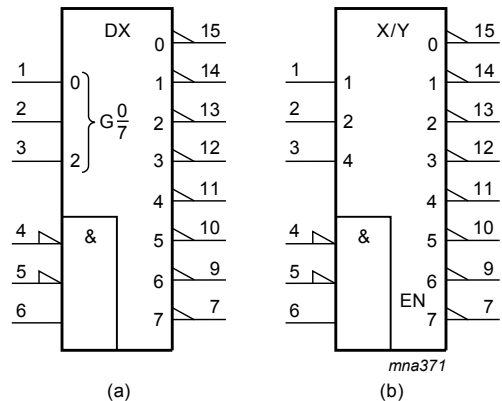 DX
X/Y
0 15
0 15
1 0 1 14
1 1 1 14
G 0/7
2 2 13
2 2 2 13
3 2 3 12
3 4 3 12
4 11
4 11
4 & 5 10
4 & 5 10
5 6 9
5 6 9
EN
6 7 7
6 7 7
mna371
(a)
(b)